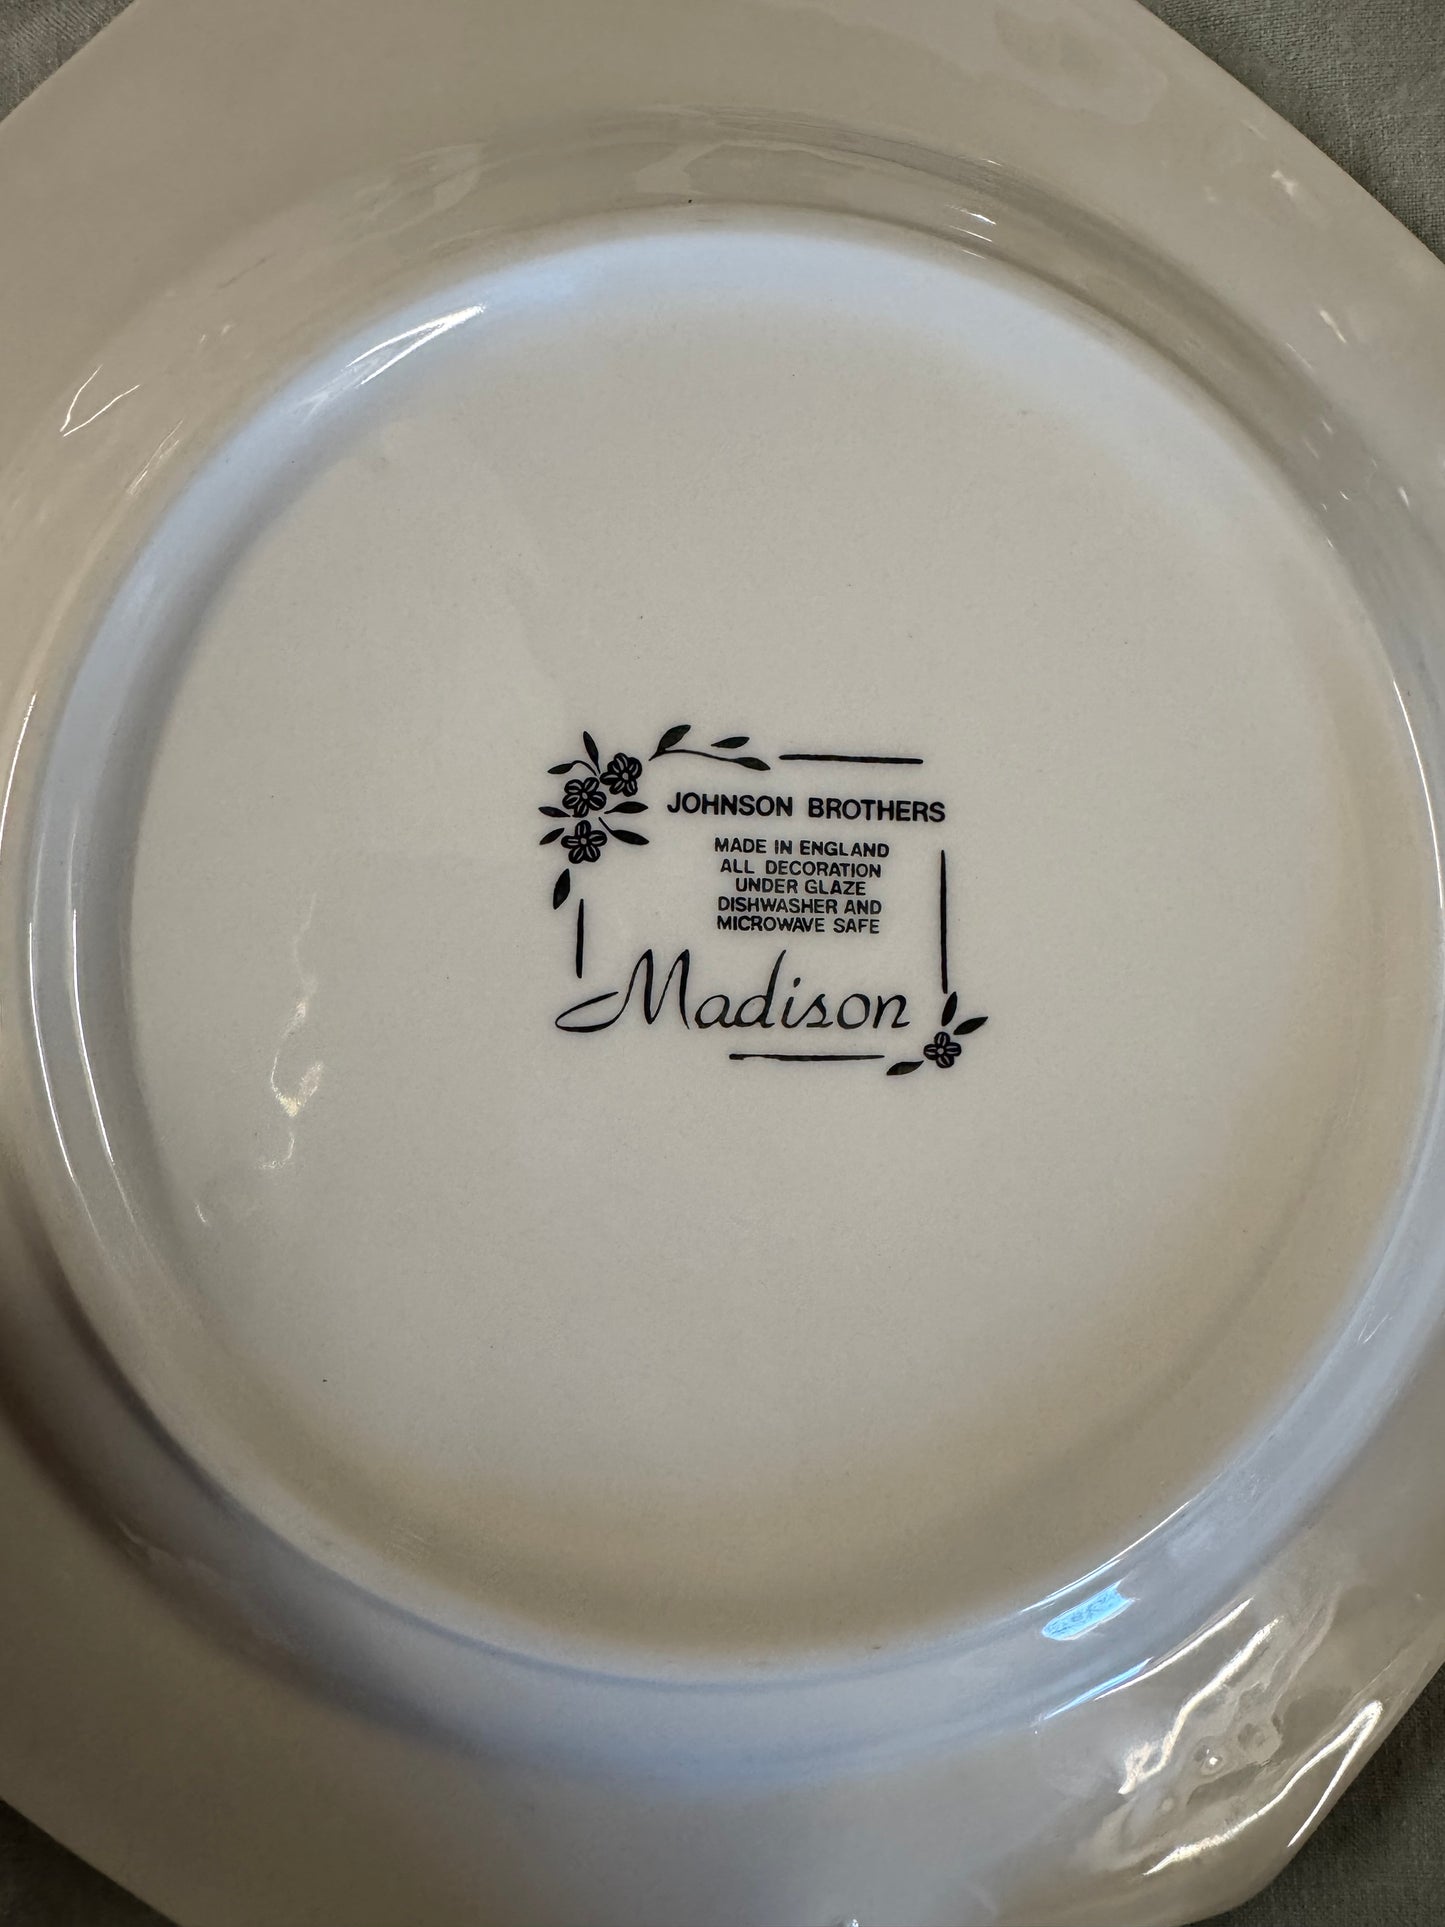 JOHNSON BROTHERS
MADE IN ENGLAND
ALL DECORATION
UNDER GLAZE
DISHWASHER AND
MICROWAVE SAFE
Madison